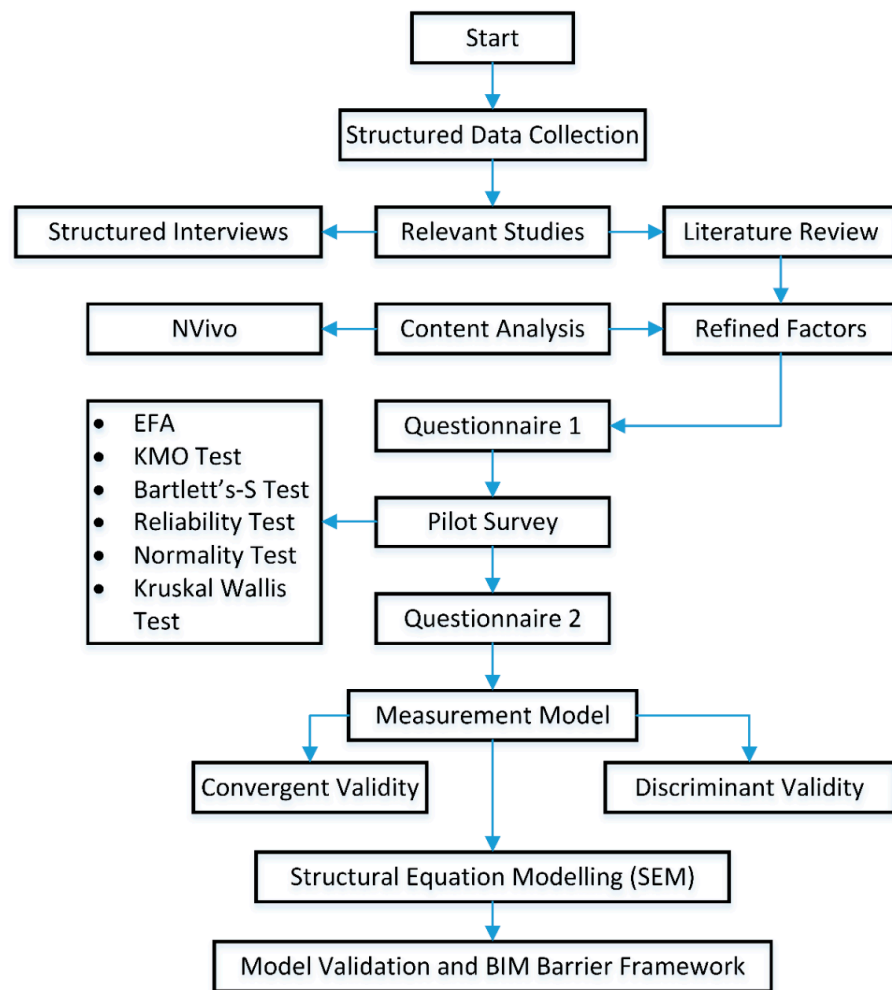 Start
Structured Data Collection
Structured Interviews
Relevant Studies
Literature Review
NVivo
Content Analysis
Refined Factors
• EFA
• KMO Test
• Bartlett’s-S Test
• Reliability Test
• Normality Test
• Kruskal Wallis
Test
Questionnaire 1
Pilot Survey
Questionnaire 2
Measurement Model
Convergent Validity
Discriminant Validity
Structural Equation Modelling (SEM)
Model Validation and BIM Barrier Framework